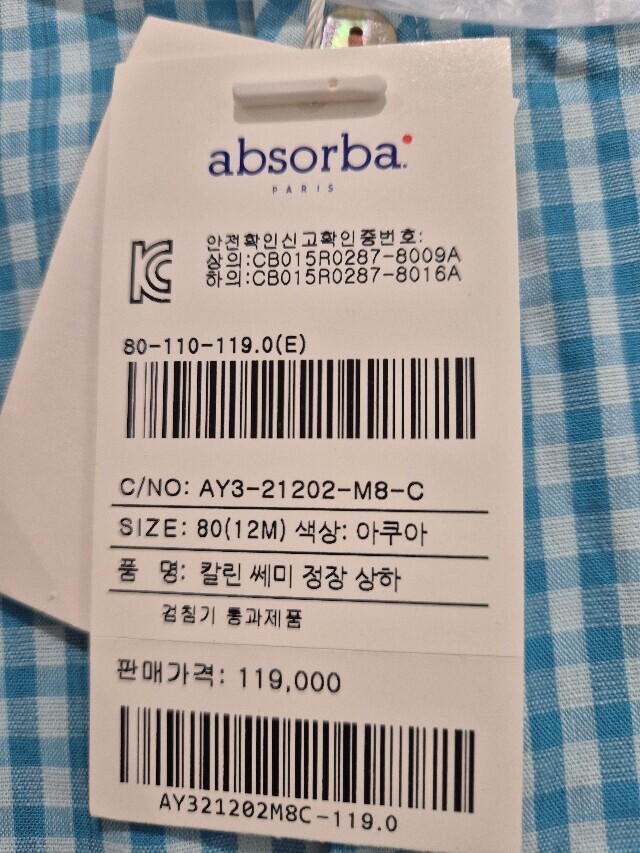 absorba.
PARIS
안전확인신고확인증번호:
상의:CB015R0287-8009A
하의:CB015R0287-8016A
80-110-119.0(E)
C/NO: AY3-21202-M8-C
SIZE: 80(12M) 색상: 아쿠아
품 명: 칼린 쎄미 정장 상하
검침기 통과제품
판매가격: 119,000
AY321202M8C-119.0